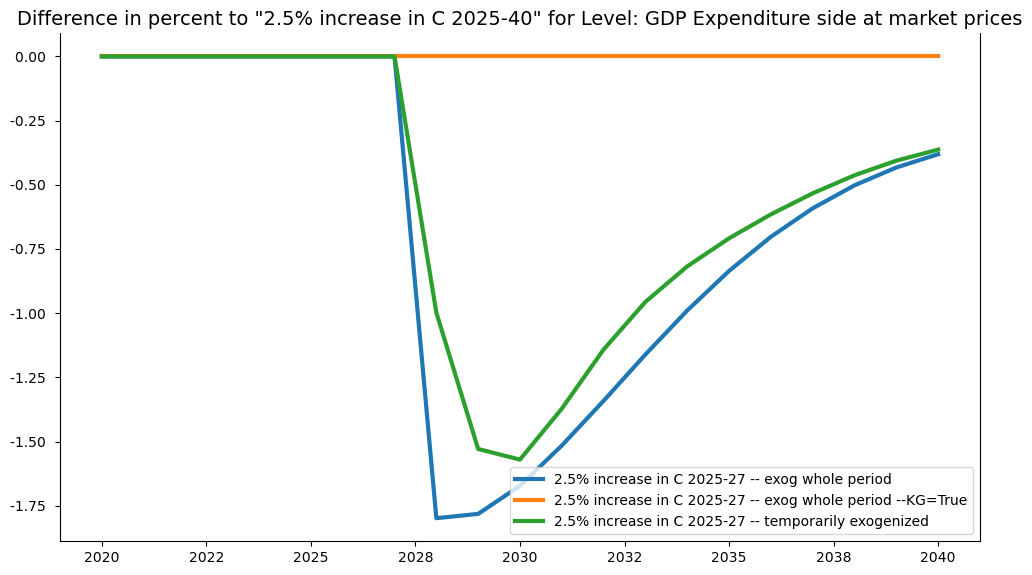 Difference in percent to "2.5% increase in C 2025-40" for Level: GDP Expenditure side at market prices
0.00
-0.25
-0.50
-0.75
-1.00
-1.25
-1.50
-1.75
2.5% increase in C 2025-27 -- exog whole period
2.5% increase in C 2025-27 -- exog whole period --KG=True
2.5% increase in C 2025-27 -- temporarily exogenized
2020 2022 2025 2028 2030 2032 2035 2038 2040